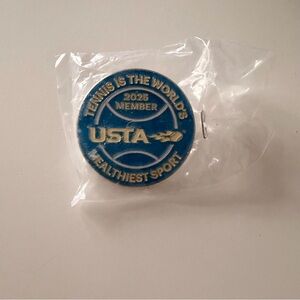 TENNIS IS THE WORLD'S
2025
MEMBER
USTA
HEALTHIEST SPORT